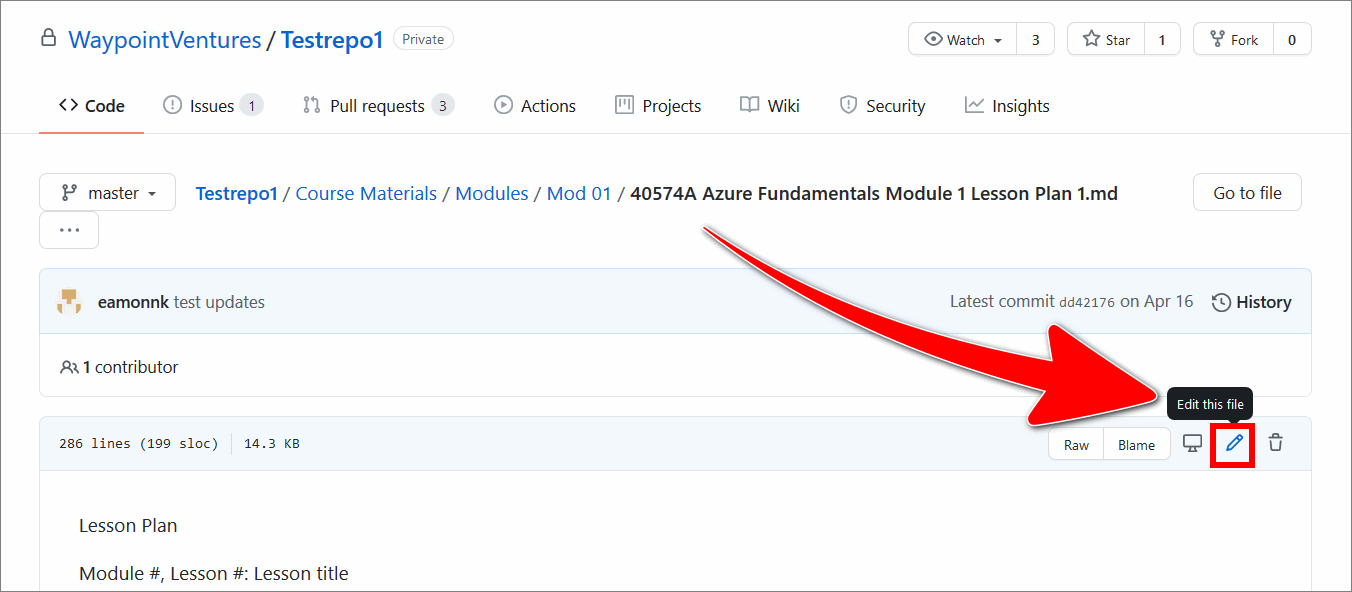 WaypointVentures / Testrepo1 Private
Watch 3 Star 1 Fork 0
Code Issues 1 Pull requests 3 Actions Projects Wiki Security Insights
master Testrepo1 / Course Materials / Modules / Mod 01 / 40574A Azure Fundamentals Module 1 Lesson Plan 1.md Go to file
...
eamonnk test updates Latest commit dd42176 on Apr 16 History
1 contributor
Edit this file
286 lines (199 sloc) 14.3 KB Raw Blame
Lesson Plan
Module #, Lesson #: Lesson title